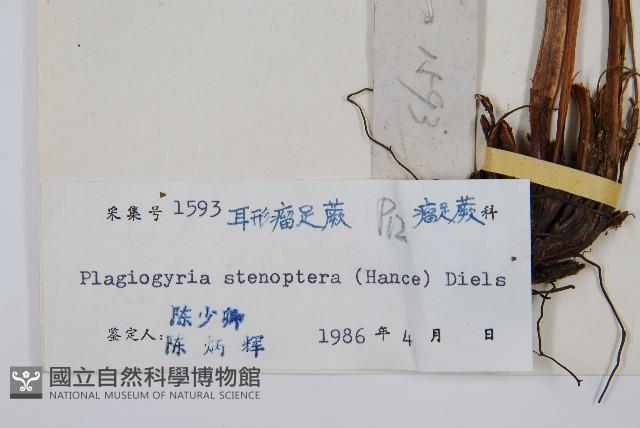 1593
采集号 1593 耳形瘤足蕨 P12 瘤足蕨科
Plagiogyria stenoptera (Hance) Diels
陈少卿
鉴定人: 陈炳辉 1986 年 4 月 日
國立自然科學博物館
NATIONAL MUSEUM OF NATURAL SCIENCE